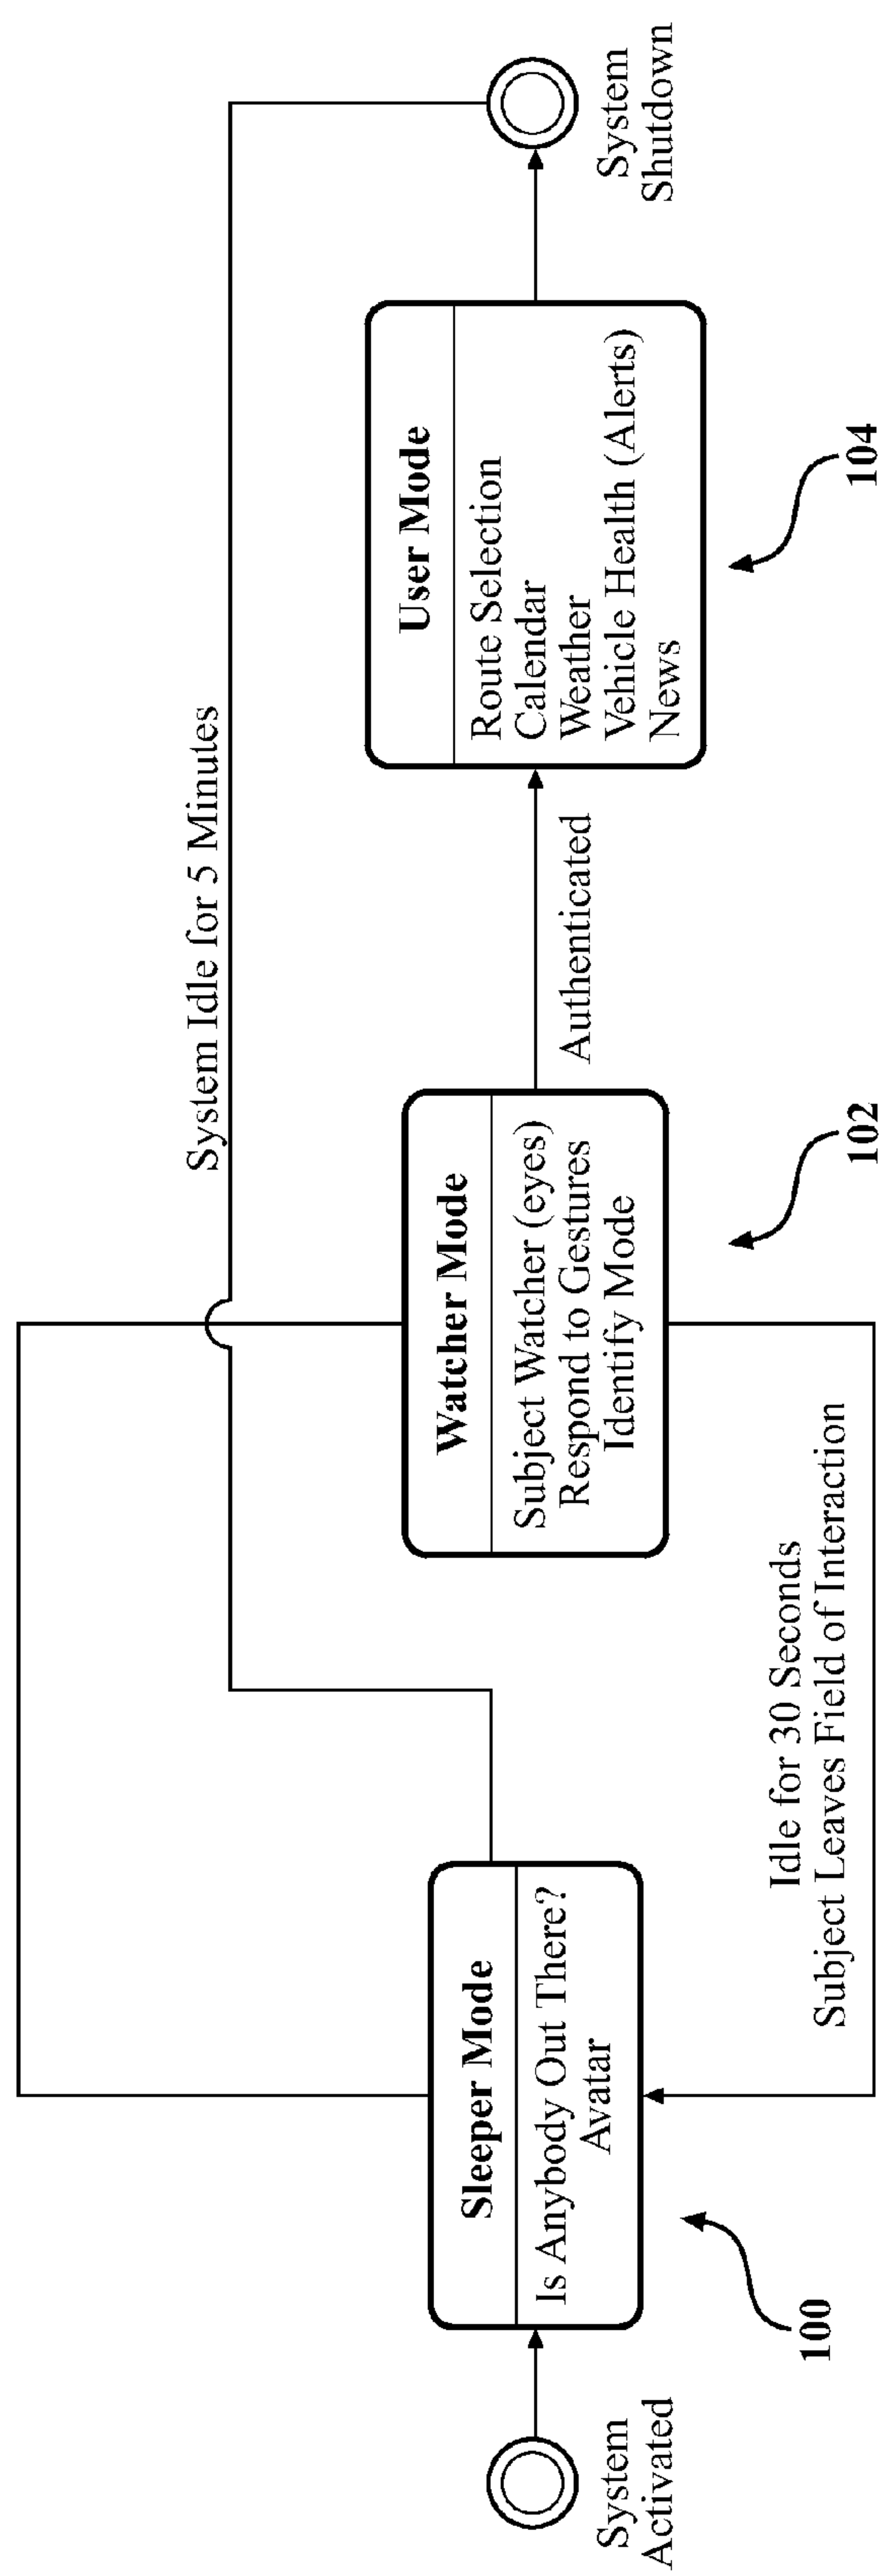 System Idle for 5 Minutes
System
Activated
Sleeper Mode
Is Anybody Out There?
Avatar
100
Idle for 30 Seconds
Subject Leaves Field of Interaction
Watcher Mode
Subject Watcher (eyes)
Respond to Gestures
Identify Mode
102
Authenticated
User Mode
Route Selection
Calendar
Weather
Vehicle Health (Alerts)
News
104
System
Shutdown